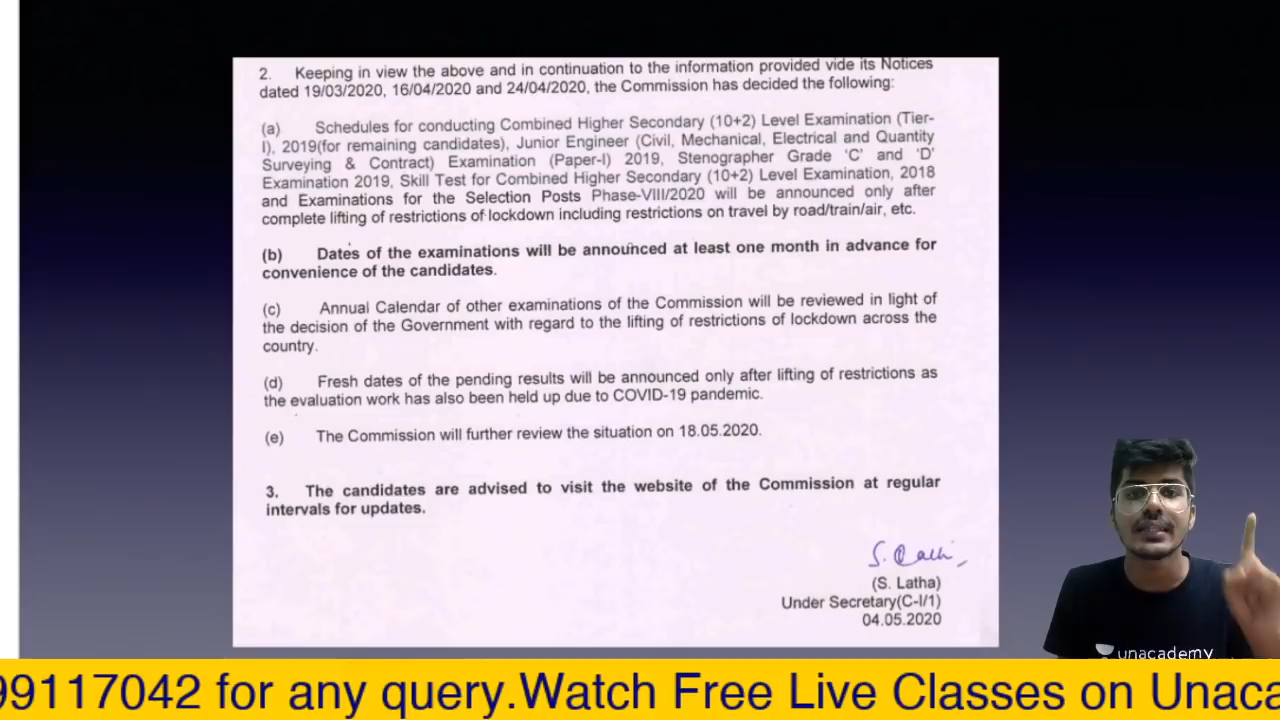 2. Keeping in view the above and in continuation to the information provided vide its Notices
dated 19/03/2020, 16/04/2020 and 24/04/2020, the Commission has decided the following:
(a) Schedules for conducting Combined Higher Secondary (10+2) Level Examination (Tier-
I), 2019(for remaining candidates), Junior Engineer (Civil, Mechanical, Electrical and Quantity
Surveying & Contract) Examination (Paper-I) 2019, Stenographer Grade 'C' and 'D'
Examination 2019, Skill Test for Combined Higher Secondary (10+2) Level Examination, 2018
and Examinations for the Selection Posts Phase-VIII/2020 will be announced only after
complete lifting of restrictions of lockdown including restrictions on travel by road/train/air, etc.
(b) Dates of the examinations will be announced at least one month in advance for
convenience of the candidates.
(c) Annual Calendar of other examinations of the Commission will be reviewed in light of
the decision of the Government with regard to the lifting of restrictions of lockdown across the
country.
(d) Fresh dates of the pending results will be announced only after lifting of restrictions as
the evaluation work has also been held up due to COVID-19 pandemic.
(e) The Commission will further review the situation on 18.05.2020.
3. The candidates are advised to visit the website of the Commission at regular
intervals for updates.
(S. Latha)
Under Secretary(C-I/1)
04.05.2020
unacademy
99117042 for any query.Watch Free Live Classes on Unaca